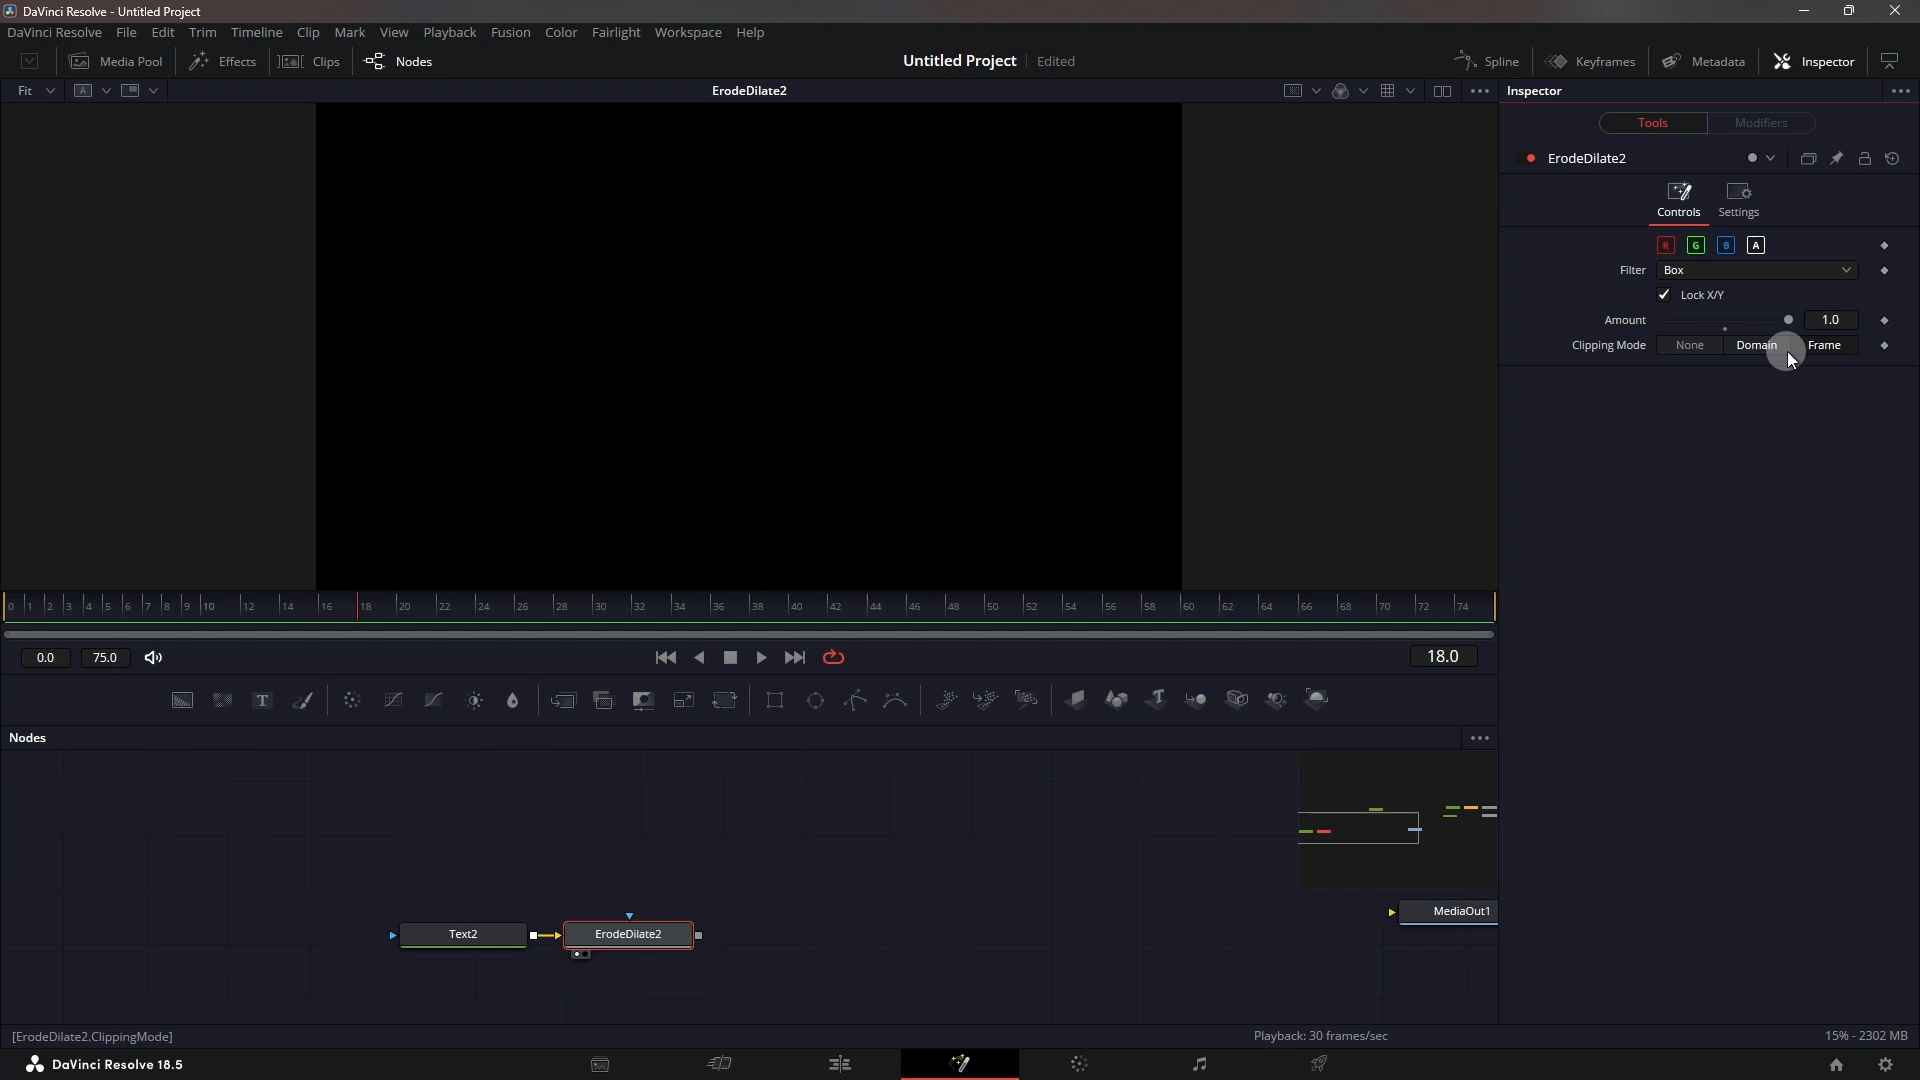 DaVinci Resolve - Untitled Project
DaVinci Resolve File Edit Trim Timeline Clip Mark View Playback Fusion Color Fairlight Workspace Help
Media Pool Effects Clips Nodes Untitled Project Edited Spline Keyframes Metadata Inspector
Fit A ErodeDilate2 Inspector
Tools Modifiers
ErodeDilate2
Controls Settings
R G B A
Filter Box
Lock X/Y
Amount 1.0
Clipping Mode None Domain Frame
0 1 2 3 4 5 6 7 8 9 10 12 14 16 18 20 22 24 26 28 30 32 34 36 38 40 42 44 46 48 50 52 54 56 58 60 62 64 66 68 70 72 74
0.0 75.0 18.0
T T
Nodes
MediaOut1
Text2 ErodeDilate2
[ErodeDilate2.ClippingMode] Playback: 30 frames/sec 15% - 2302 MB
DaVinci Resolve 18.5